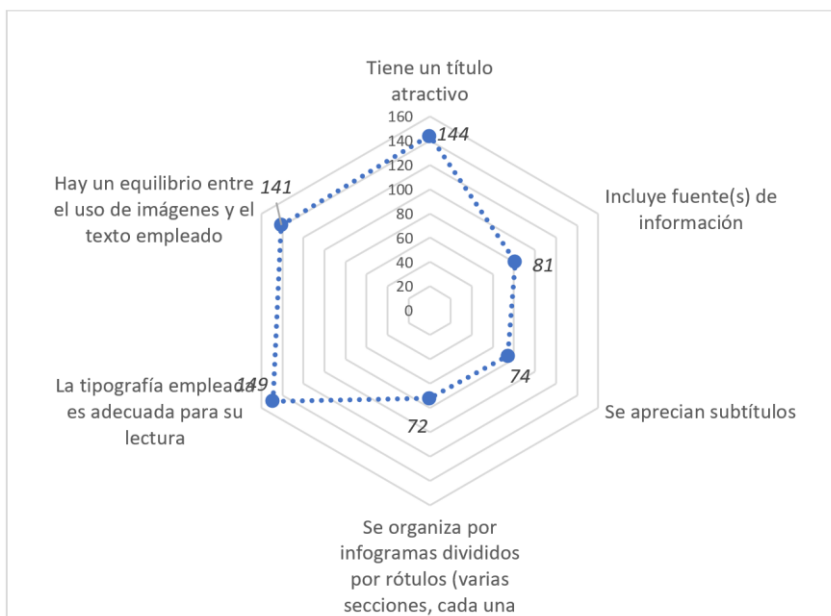 Tiene un título
atractivo
160
140
120
100
80
60
40
20
0
144
Incluye fuente(s) de
información
81
Se aprecian subtítulos
74
Se organiza por
infogramas divididos
por rótulos (varias
secciones, cada una
72
La tipografía empleada
es adecuada para su
lectura
149
Hay un equilibrio entre
el uso de imágenes y el
texto empleado
141